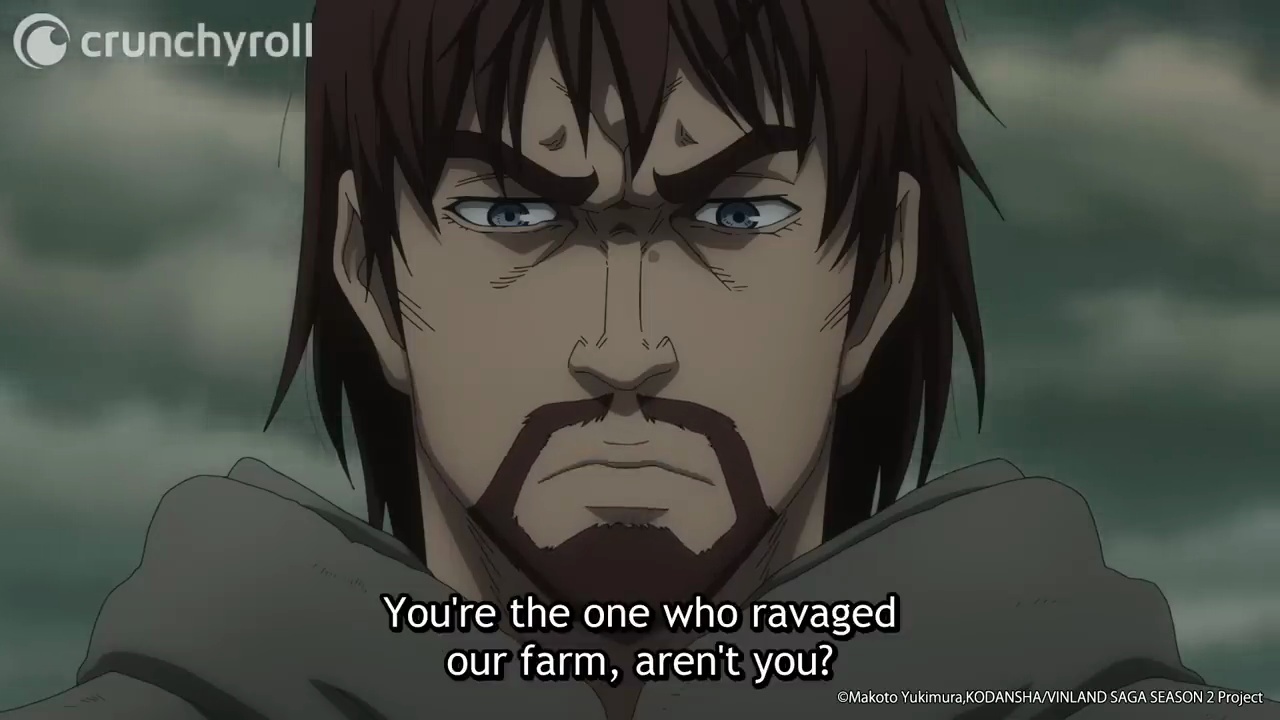 crunchyroll
You're the one who ravaged
our farm, aren't you?
©Makoto Yukimura,KODANSHA/VINLAND SAGA SEASON 2 Project